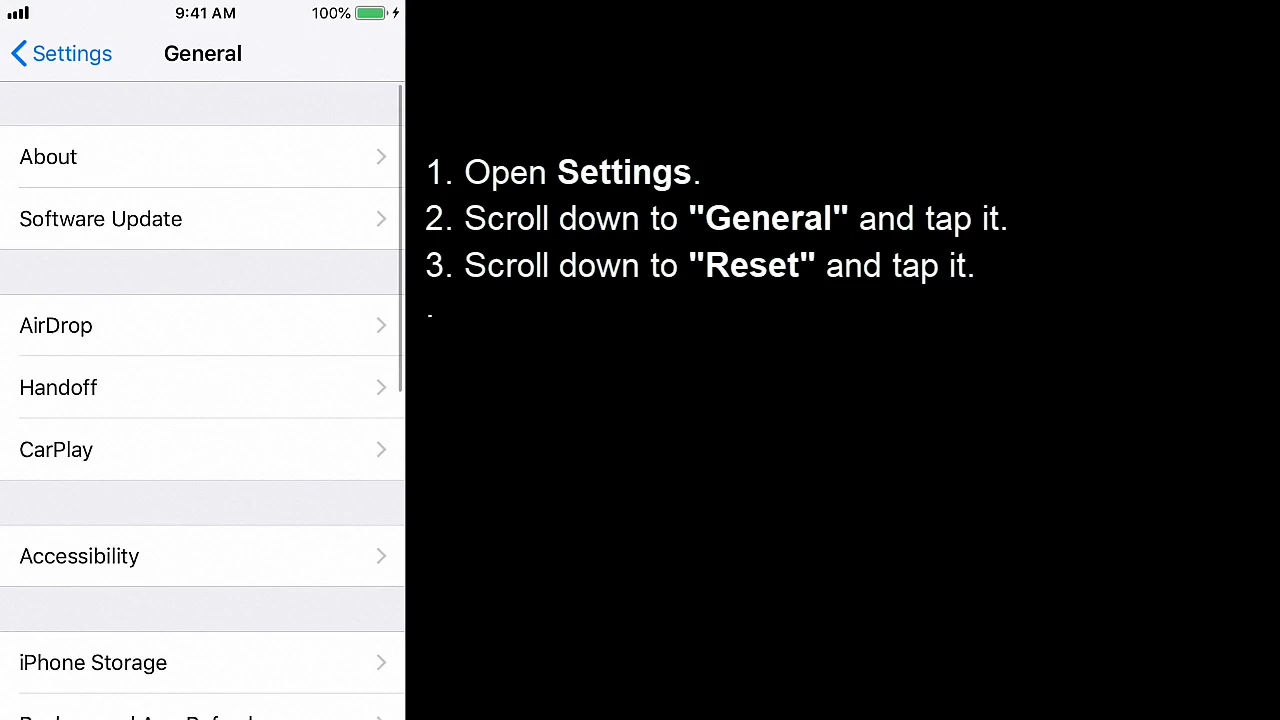 9:41 AM 100%
Settings General
About
Software Update
AirDrop
Handoff
CarPlay
Accessibility
iPhone Storage
1. Open Settings.
2. Scroll down to "General" and tap it.
3. Scroll down to "Reset" and tap it.
.